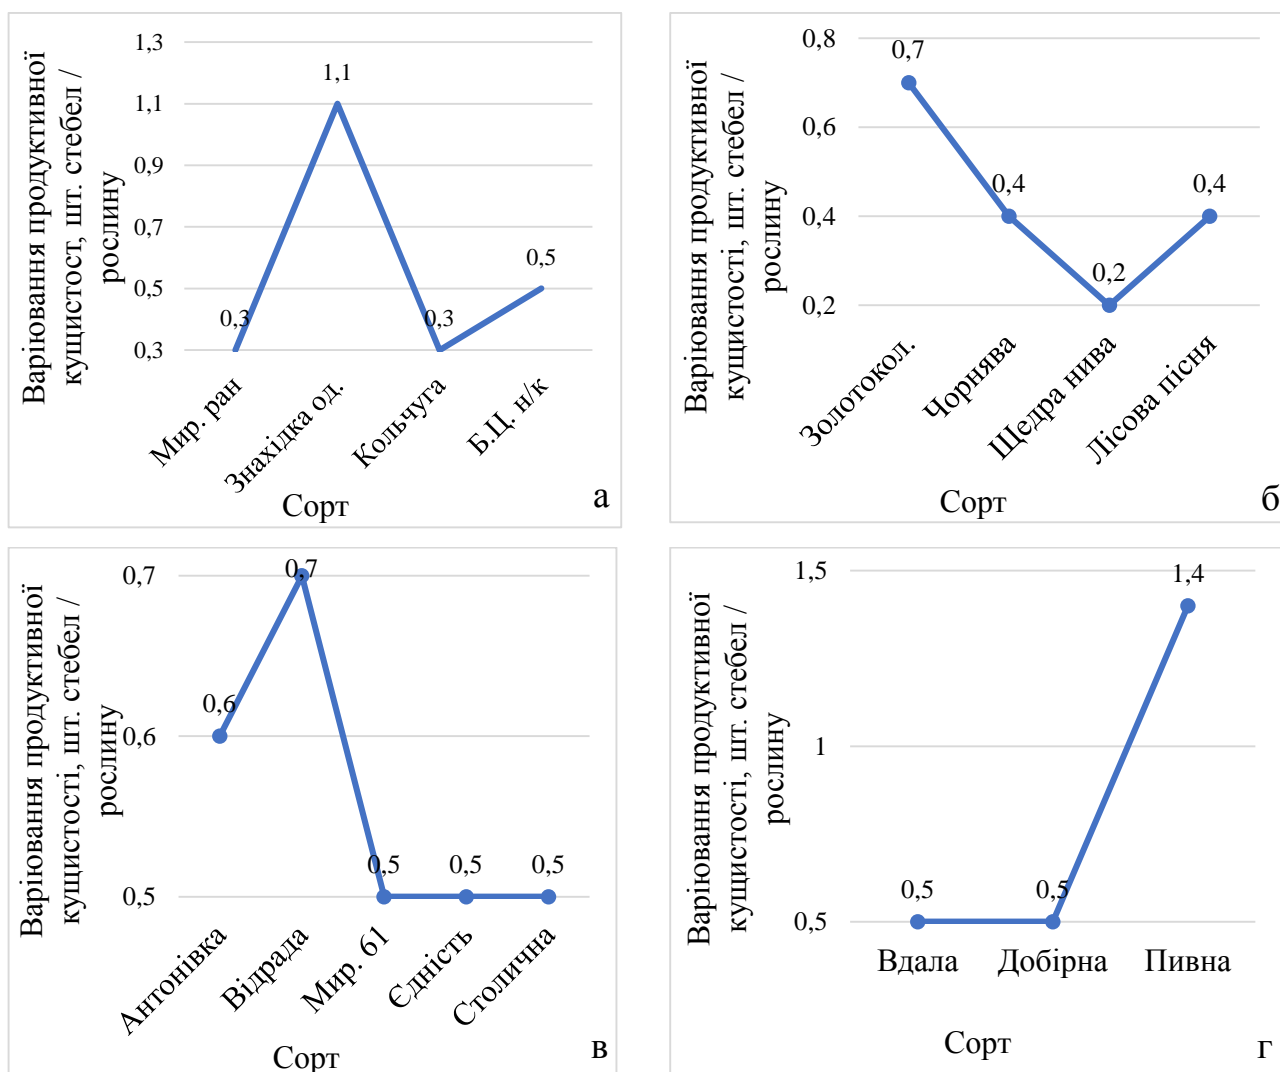 Варіювання продуктивної
кущистост, шт. стебел /
рослину
1,3
1,1
0,9
0,7
0,5
0,3
0,3
1,1
0,3
0,5
Мир. ран
Знахідка од.
Кольчуга
Б.Ц. н/к
Сорт
а
Варіювання продуктивної
кущистості, шт. стебел /
рослину
0,8
0,6
0,4
0,2
0,7
0,4
0,2
0,4
Золотокол.
Чорнява
Щедра нива
Лісова пісня
Сорт
б
Варіювання продуктивної
кущистості, шт. стебел /
рослину
0,7
0,6
0,5
0,6
0,7
0,5
0,5
0,5
Антонівка
Відрада
Мир. 61
Єдність
Столична
Сорт
в
Варіювання продуктивної
кущистості, шт. стебел /
рослину
1,5
1
0,5
0,5
0,5
1,4
Вдала
Добірна
Пивна
Сорт
г